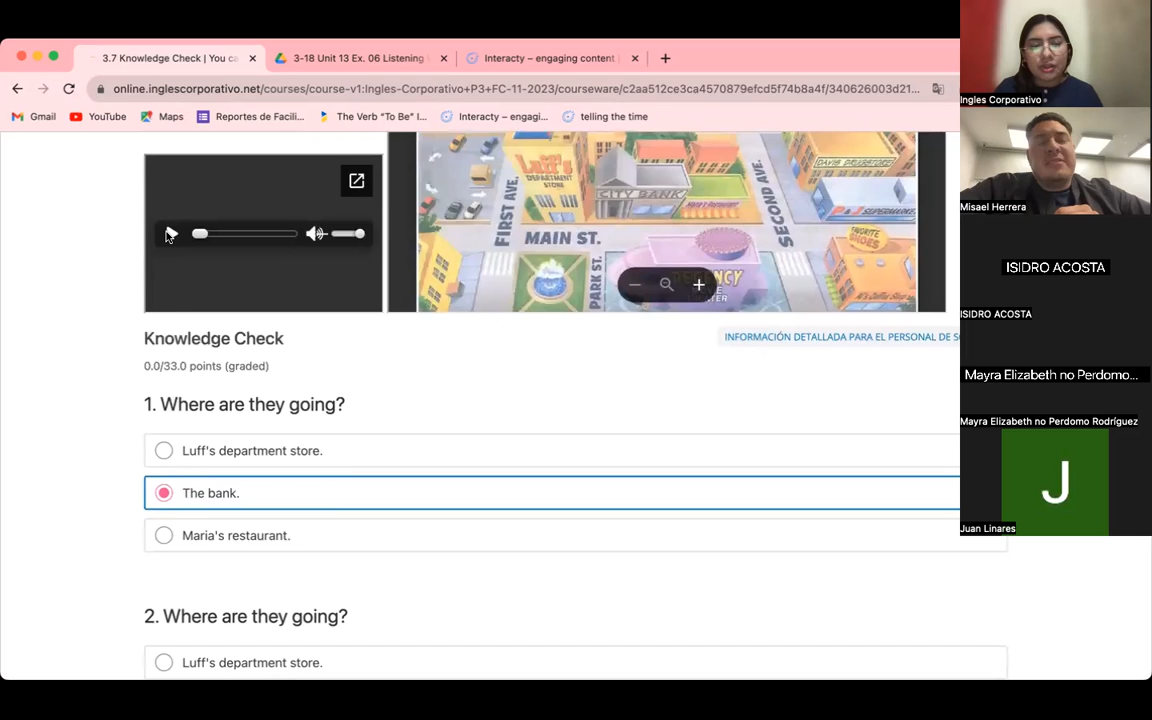 3.7 Knowledge Check | You ca
3-18 Unit 13 Ex. 06 Listening
Interacty – engaging content
online.inglescorporativo.net/courses/course-v1:Ingles-Corporativo+P3+FC-11-2023/courseware/c2aa512ce3ca4570879efcd5f74b8a4f/340626003d21...
Gmail
YouTube
Maps
Reportes de Facili...
The Verb "To Be" I...
Interacty – engagi...
telling the time
LUFF'S
DEPARTMENT
STORE
CITY BANK
DAVIS DRUGSTORE
FIRST AVE.
SECOND AVE.
MAIN ST.
PARK ST.
FAVORITE
SHOES
Knowledge Check
INFORMACIÓN DETALLADA PARA EL PERSONAL DE
0.0/33.0 points (graded)
1. Where are they going?
Luff's department store.
The bank.
Maria's restaurant.
2. Where are they going?
Luff's department store.
Ingles Corporativo
Misael Herrera
ISIDRO ACOSTA
ISIDRO ACOSTA
Mayra Elizabeth no Perdomo...
Mayra Elizabeth no Perdomo Rodríguez
J
Juan Linares